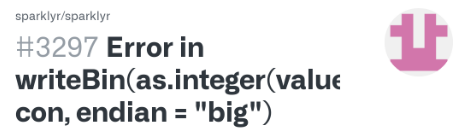 sparklyr/sparklyr
#3297 Error in
writeBin(as.integer(value
con, endian = "big")